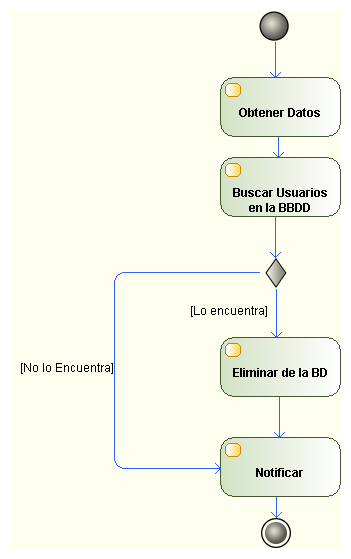 Obtener Datos
Buscar Usuarios
en la BBDD
[Lo encuentra]
[No lo Encuentra]
Eliminar de la BD
Notificar